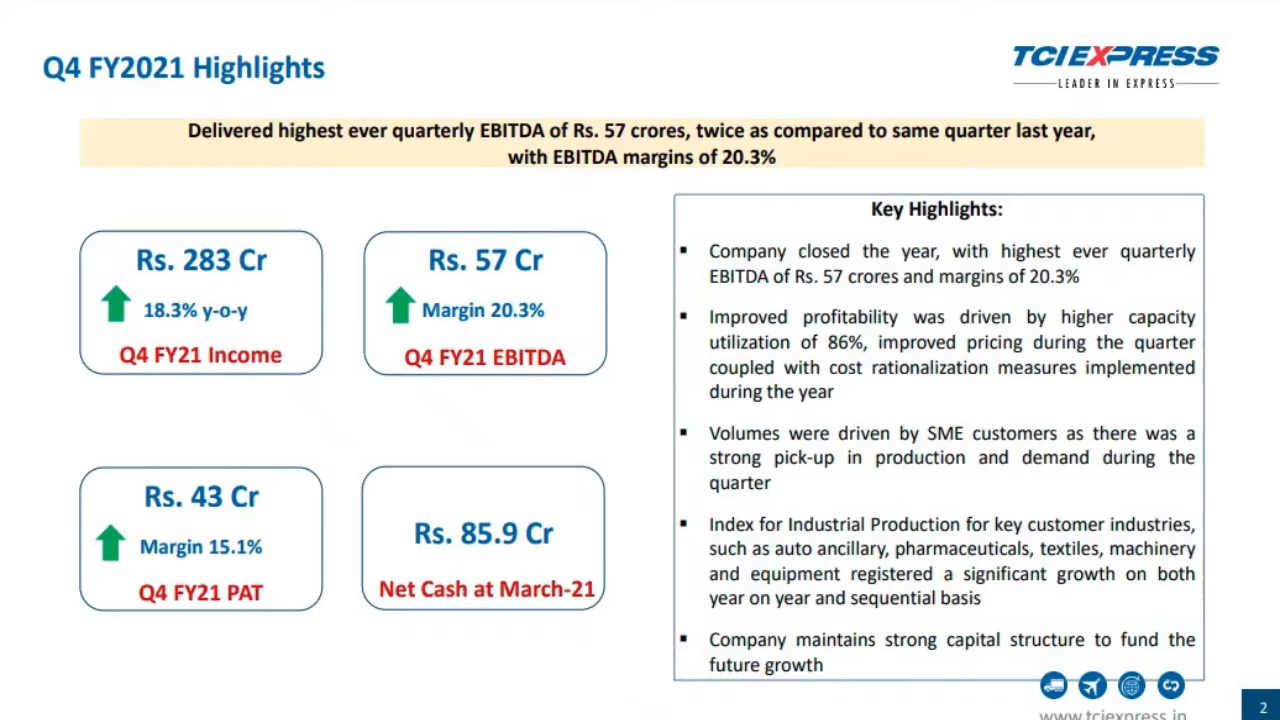 Q4 FY2021 Highlights
TCIEXPRESS
LEADER IN EXPRESS
Delivered highest ever quarterly EBITDA of Rs. 57 crores, twice as compared to same quarter last year,
with EBITDA margins of 20.3%
Rs. 283 Cr
18.3% y-o-y
Q4 FY21 Income
Rs. 57 Cr
Margin 20.3%
Q4 FY21 EBITDA
Rs. 43 Cr
Margin 15.1%
Q4 FY21 PAT
Rs. 85.9 Cr
Net Cash at March-21
Key Highlights:
▪ Company closed the year, with highest ever quarterly
EBITDA of Rs. 57 crores and margins of 20.3%
▪ Improved profitability was driven by higher capacity
utilization of 86%, improved pricing during the quarter
coupled with cost rationalization measures implemented
during the year
▪ Volumes were driven by SME customers as there was a
strong pick-up in production and demand during the
quarter
▪ Index for Industrial Production for key customer industries,
such as auto ancillary, pharmaceuticals, textiles, machinery
and equipment registered a significant growth on both
year on year and sequential basis
▪ Company maintains strong capital structure to fund the
future growth
www.tciexpress.in
2